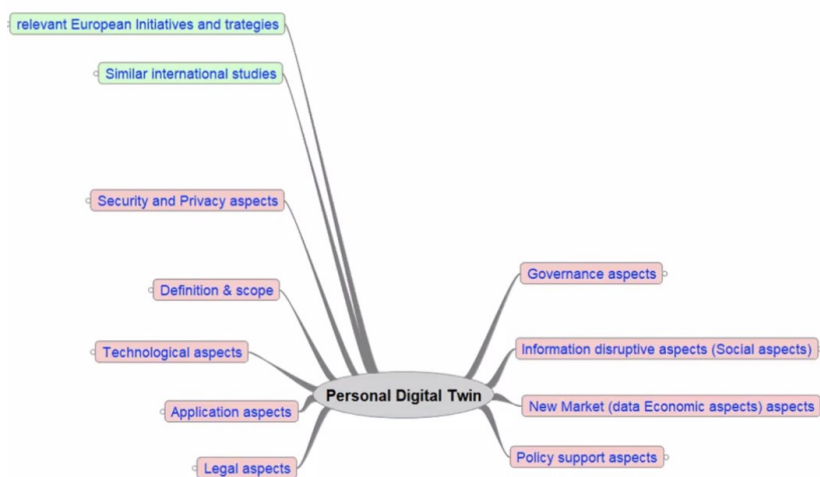 relevant European Initiatives and trategies
Similar international studies
Security and Privacy aspects
Definition & scope
Technological aspects
Application aspects
Legal aspects
Personal Digital Twin
Governance aspects
Information disruptive aspects (Social aspects)
New Market (data Economic aspects) aspects
Policy support aspects